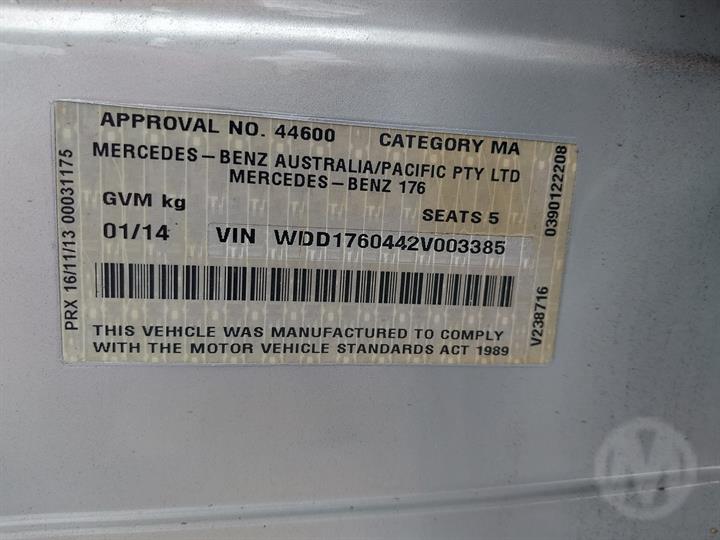 APPROVAL NO. 44600 CATEGORY MA
MERCEDES-BENZ AUSTRALIA/PACIFIC PTY LTD
MERCEDES-BENZ 176
GVM kg SEATS 5
01/14 VIN WDD1760442V003385
THIS VEHICLE WAS MANUFACTURED TO COMPLY
WITH THE MOTOR VEHICLE STANDARDS ACT 1989
PRX 16/11/13 00031175
V238716 0390122208
M